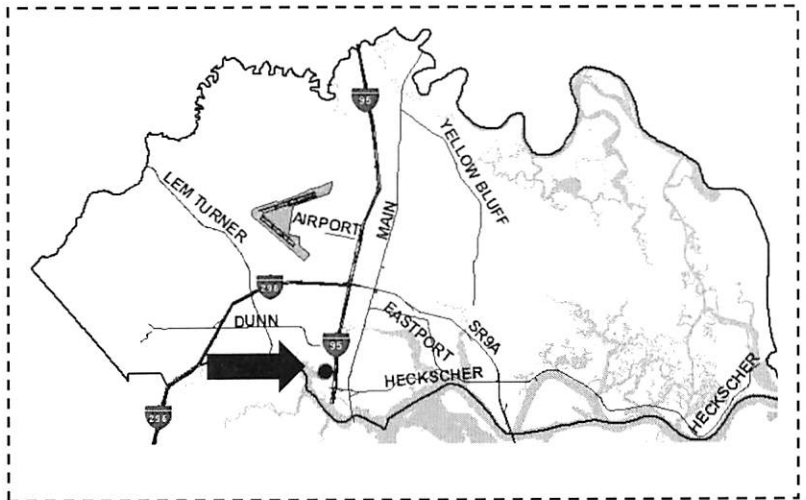 95
YELLOW BLUFF
LEM TURNER
AIRPORT
MAIN
295
DUNN
EASTPORT
SR9A
95
HECKSCHER
HECKSCHER
295